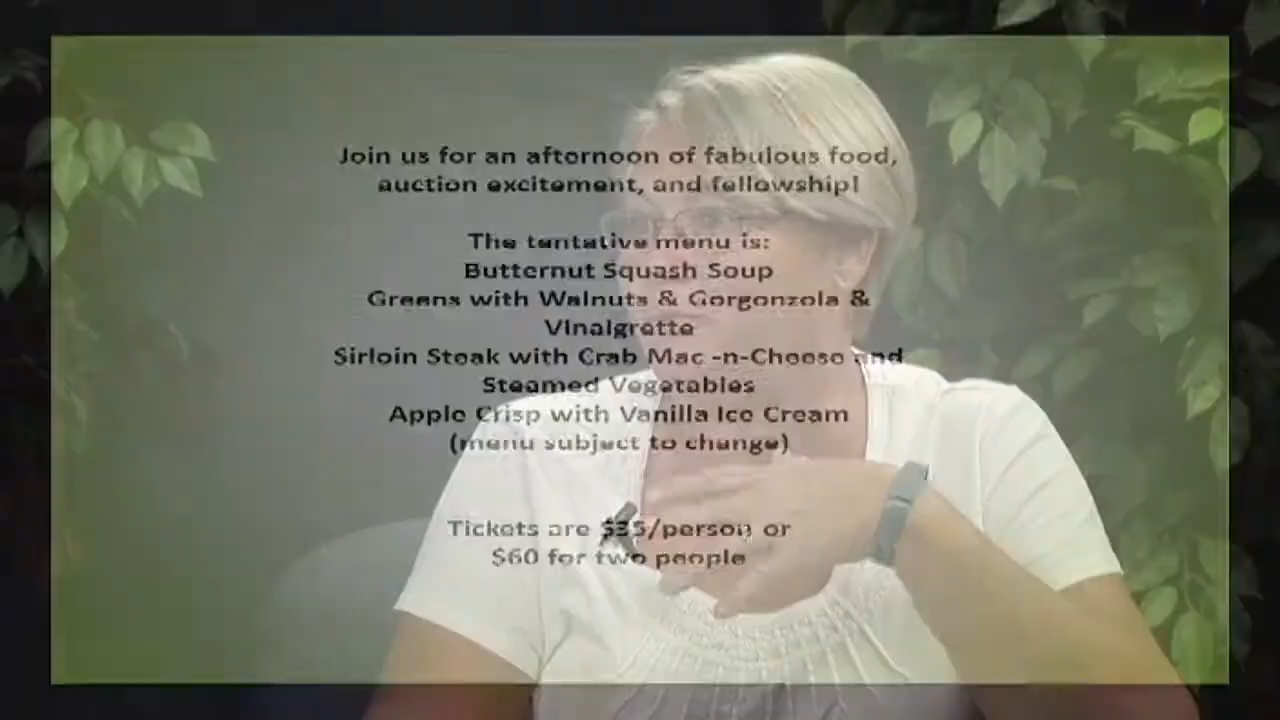 Join us for an afternoon of fabulous food,
auction excitement, and fellowship!
The tentative menu is:
Butternut Squash Soup
Greens with Walnuts & Gorgonzola &
Vinaigrette
Sirloin Steak with Crab Mac -n-Cheese and
Steamed Vegetables
Apple Crisp with Vanilla Ice Cream
(menu subject to change)
Tickets are $35/person or
$60 for two people